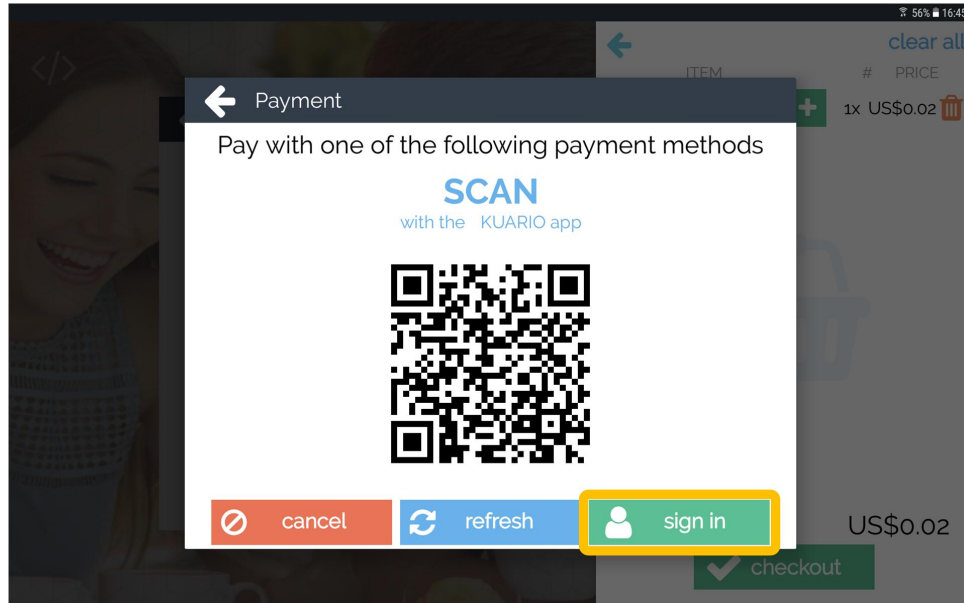 56% 16:45
clear all
</>
ITEM # PRICE
Payment
1x US$0.02
Pay with one of the following payment methods
SCAN
with the KUARIO app
cancel
refresh
sign in
US$0.02
checkout